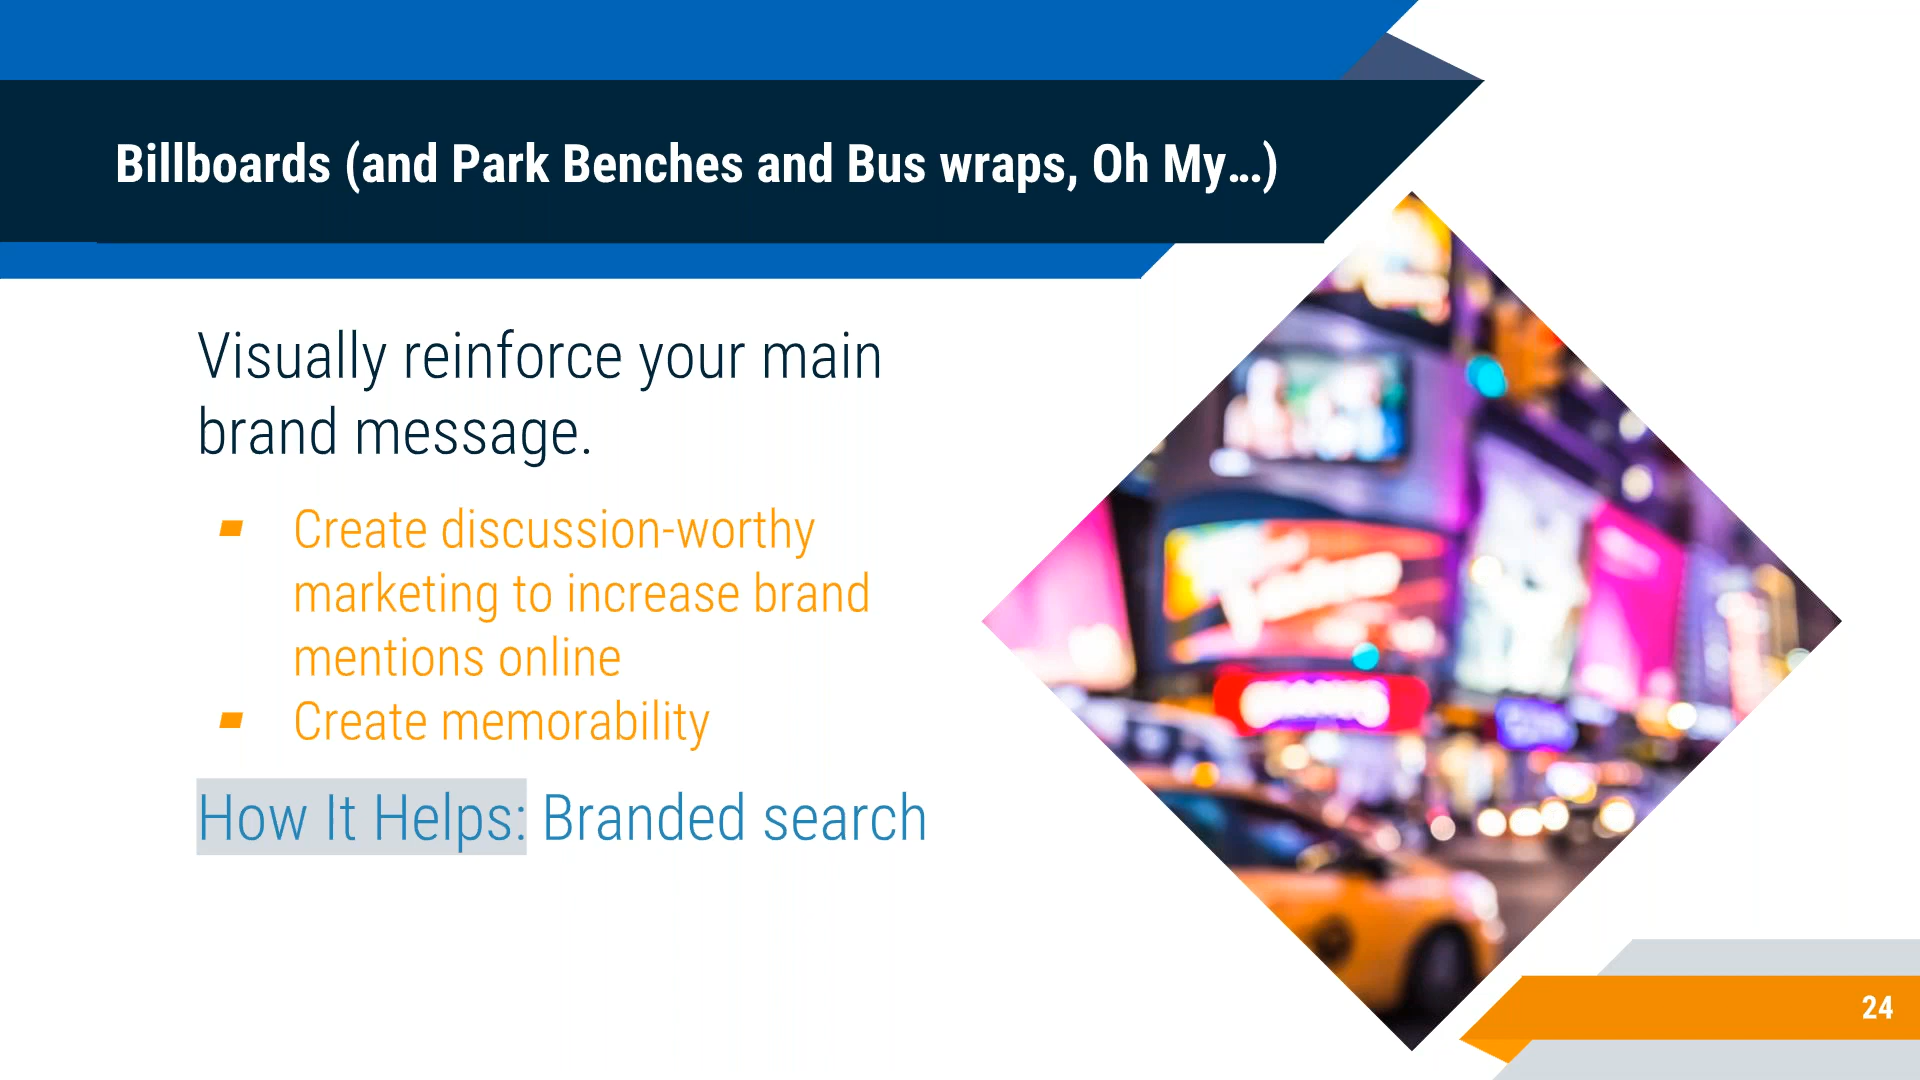 Billboards (and Park Benches and Bus wraps, Oh My...)
Visually reinforce your main
brand message.
Create discussion-worthy
marketing to increase brand
mentions online
Create memorability
How It Helps: Branded search
24